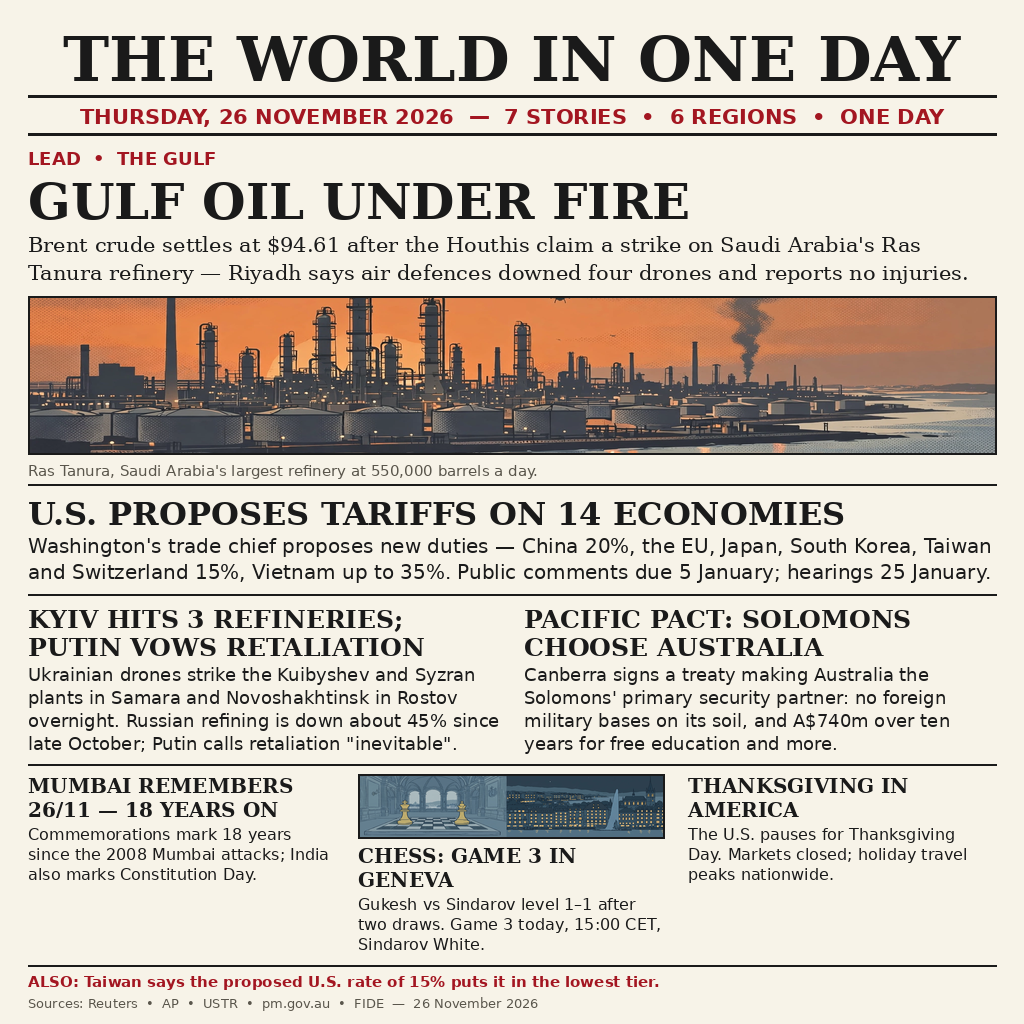 THE WORLD IN ONE DAY
THURSDAY, 26 NOVEMBER 2026 — 7 STORIES • 6 REGIONS • ONE DAY
LEAD • THE GULF
GULF OIL UNDER FIRE
Brent crude settles at $94.61 after the Houthis claim a strike on Saudi Arabia's Ras
Tanura refinery — Riyadh says air defences downed four drones and reports no injuries.
Ras Tanura, Saudi Arabia's largest refinery at 550,000 barrels a day.
U.S. PROPOSES TARIFFS ON 14 ECONOMIES
Washington's trade chief proposes new duties — China 20%, the EU, Japan, South Korea, Taiwan
and Switzerland 15%, Vietnam up to 35%. Public comments due 5 January; hearings 25 January.
KYIV HITS 3 REFINERIES;
PUTIN VOWS RETALIATION
Ukrainian drones strike the Kuibyshev and Syzran
plants in Samara and Novoshakhtinsk in Rostov
overnight. Russian refining is down about 45% since
late October; Putin calls retaliation "inevitable".
PACIFIC PACT: SOLOMONS
CHOOSE AUSTRALIA
Canberra signs a treaty making Australia the
Solomons' primary security partner: no foreign
military bases on its soil, and A$740m over ten
years for free education and more.
MUMBAI REMEMBERS
26/11 — 18 YEARS ON
Commemorations mark 18 years
since the 2008 Mumbai attacks; India
also marks Constitution Day.
CHESS: GAME 3 IN
GENEVA
Gukesh vs Sindarov level 1–1 after
two draws. Game 3 today, 15:00 CET,
Sindarov White.
THANKSGIVING IN
AMERICA
The U.S. pauses for Thanksgiving
Day. Markets closed; holiday travel
peaks nationwide.
ALSO: Taiwan says the proposed U.S. rate of 15% puts it in the lowest tier.
Sources: Reuters • AP • USTR • pm.gov.au • FIDE — 26 November 2026